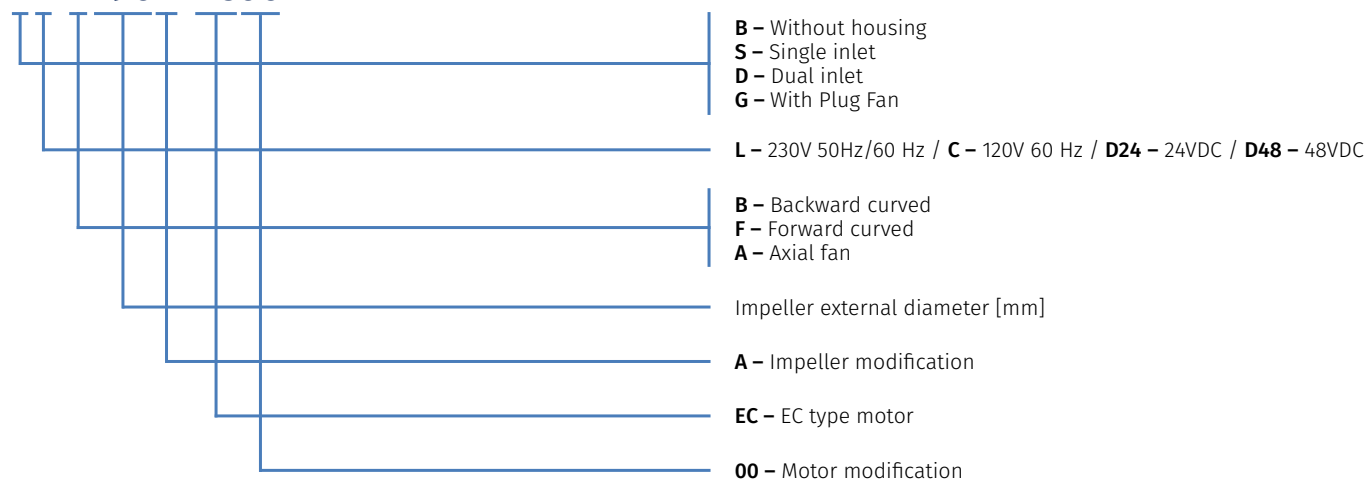 B – Without housing
S – Single inlet
D – Dual inlet
G – With Plug Fan
L – 230V 50Hz/60 Hz / C – 120V 60 Hz / D24 – 24VDC / D48 – 48VDC
B – Backward curved
F – Forward curved
A – Axial fan
Impeller external diameter [mm]
A – Impeller modification
EC – EC type motor
00 – Motor modification